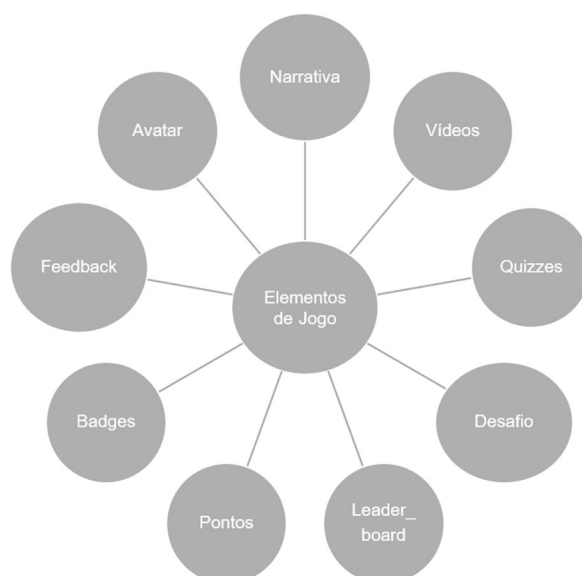 Narrativa
Avatar
Vídeos
Feedback
Quizzes
Elementos
de Jogo
Badges
Desafio
Pontos
Leader_
board